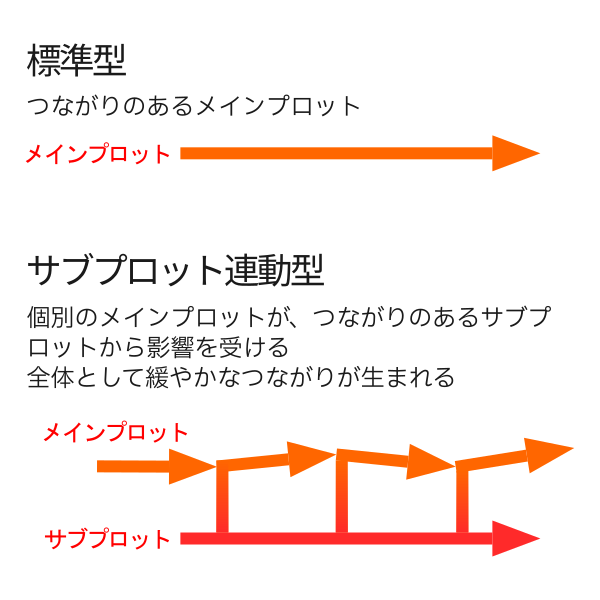 標準型
つながりのあるメインプロット
メインプロット
サブプロット連動型
個別のメインプロットが、つながりのあるサブプ
ロットから影響を受ける
全体として緩やかなつながりが生まれる
メインプロット
サブプロット